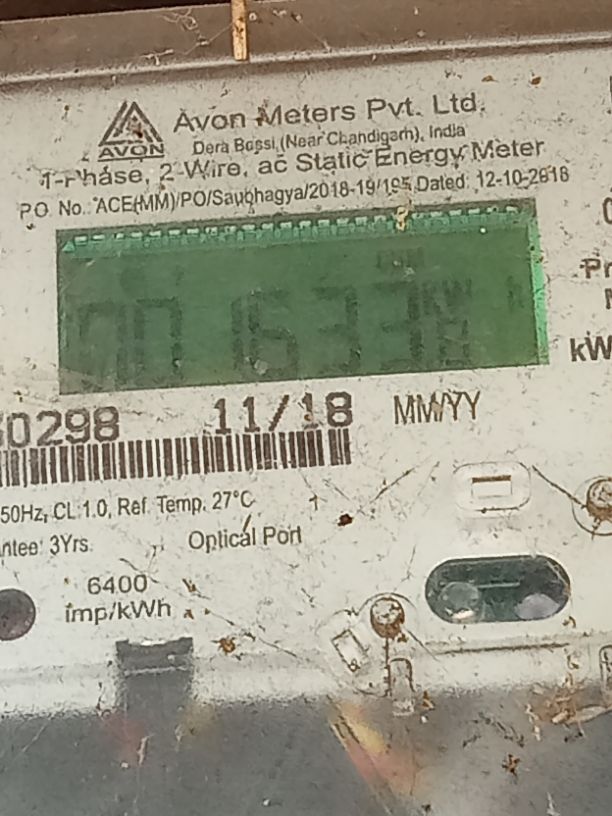 AVON
Avon Meters Pvt. Ltd.
Dera Bassi (Near Chandigarh), India
1-Phase, 2-Wire, ac Static Energy Meter
P.O. No.: ACE(MM)/PO/Saubhagya/2018-19/195 Dated: 12-10-2018
kW
0298 11/18 MM/YY
50Hz, CL 1.0, Ref. Temp. 27°C
3Yrs. Optical Port
6400
imp/kWh